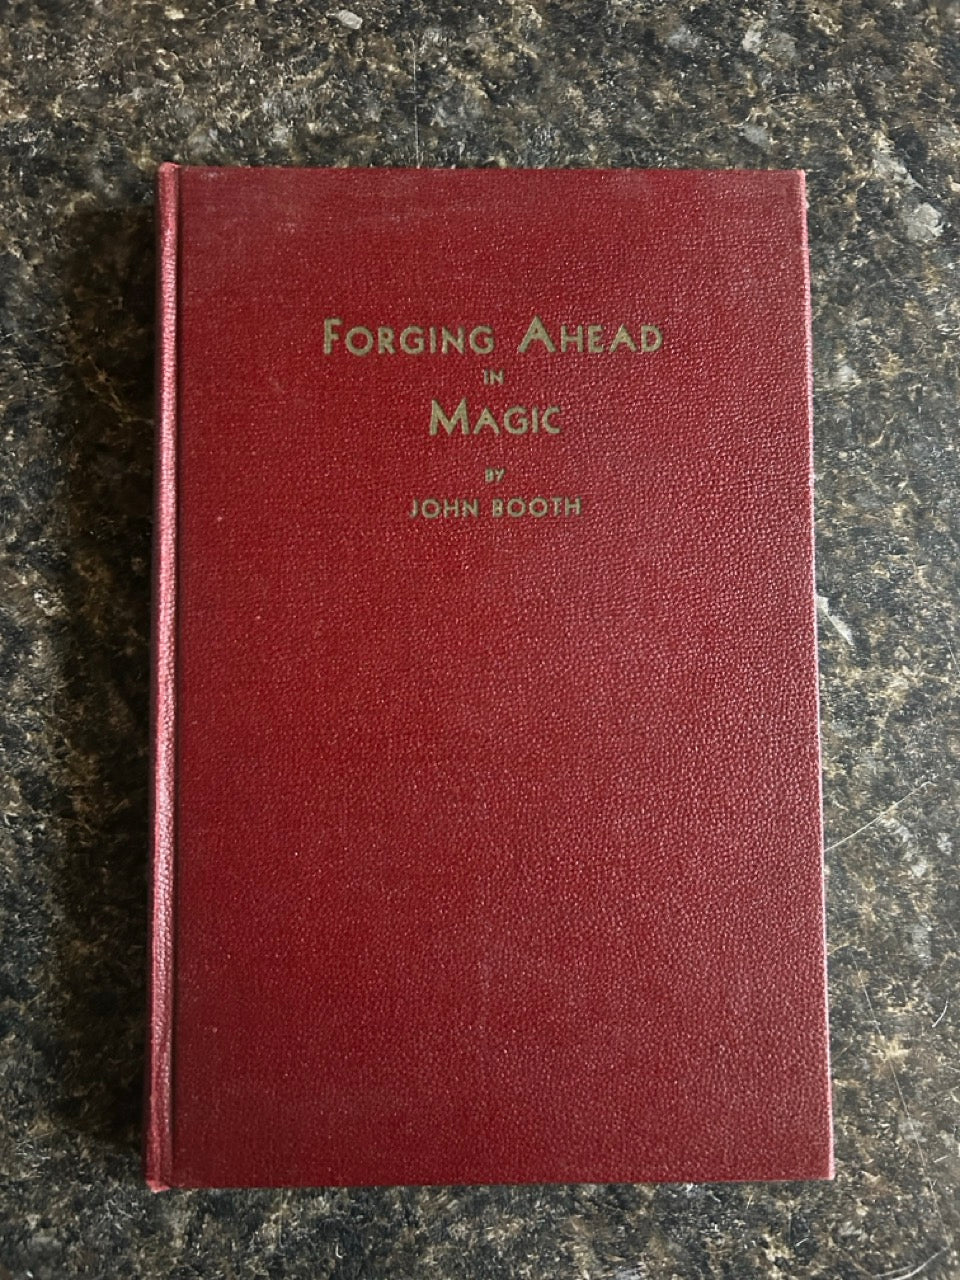 Forging Ahead
in
Magic
by
John Booth